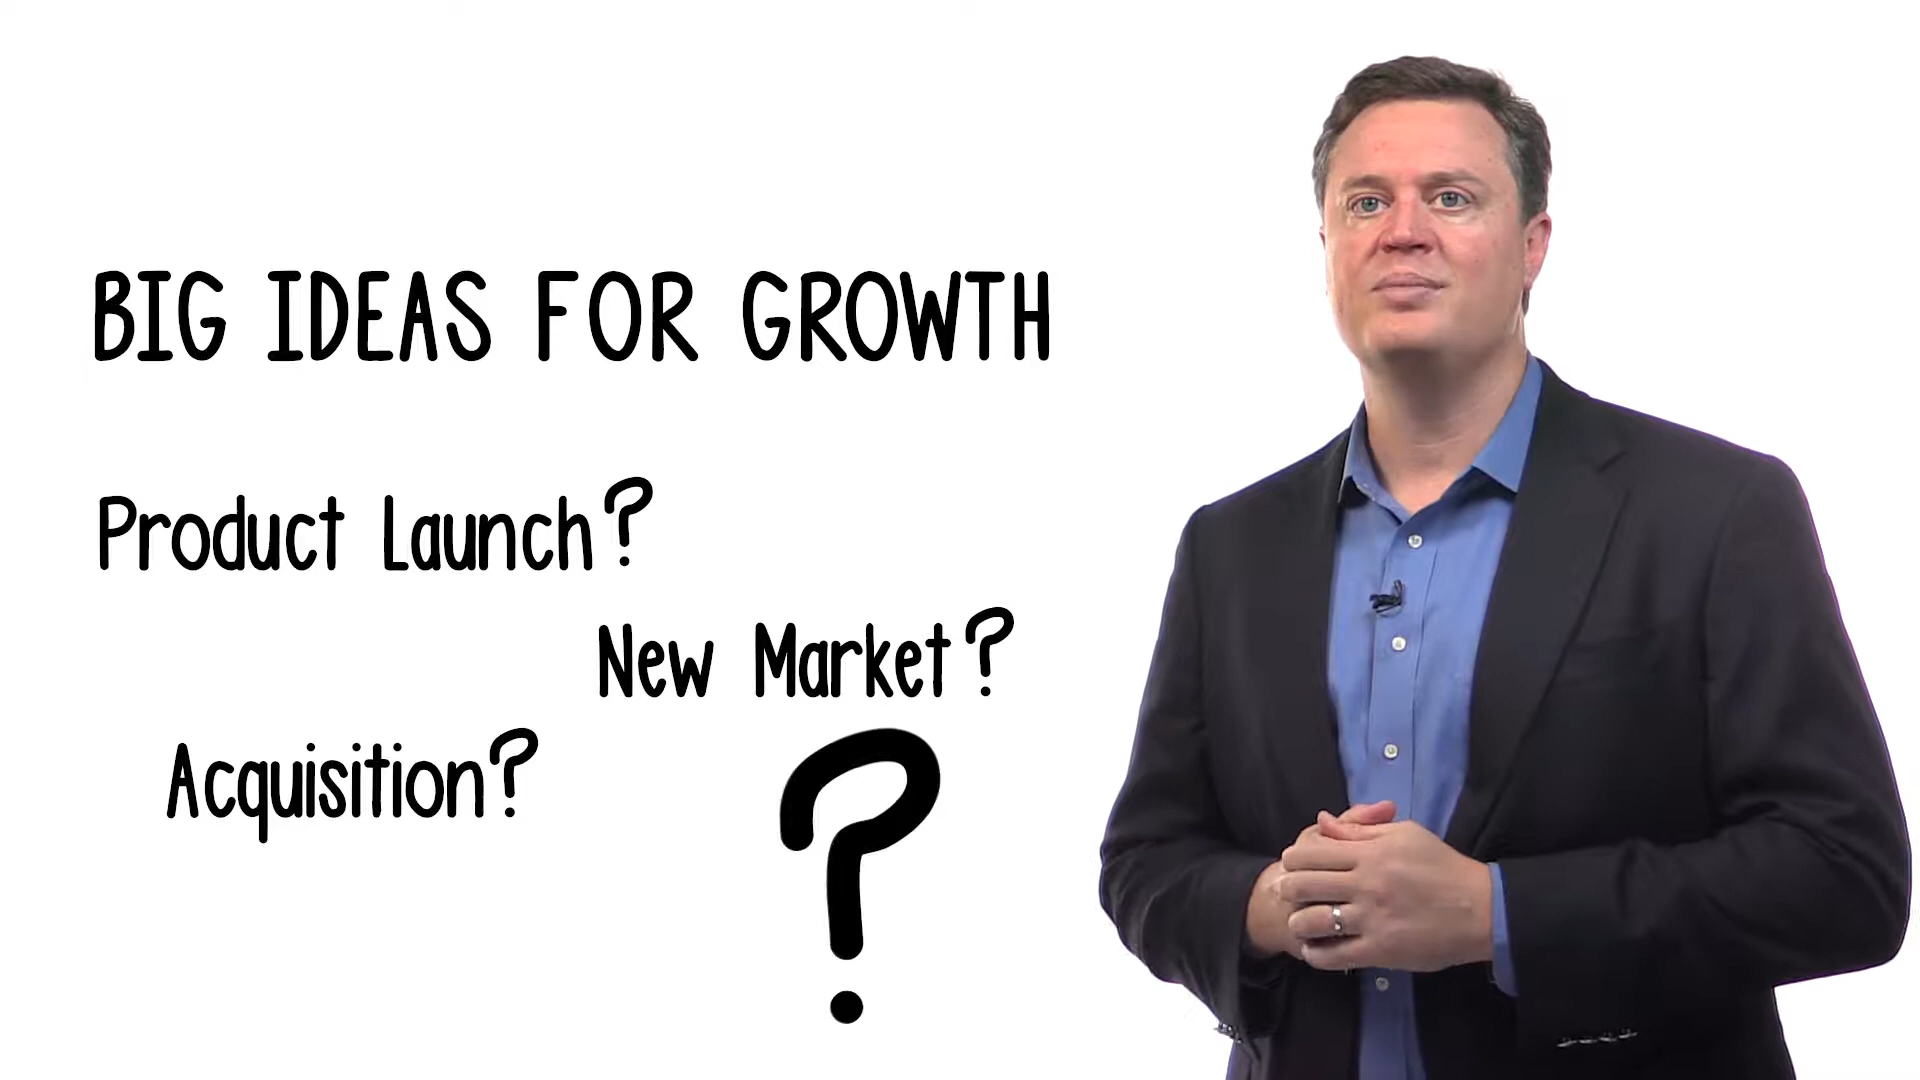 BIG IDEAS FOR GROWTH
Product Launch?
New Market?
Acquisition?
?